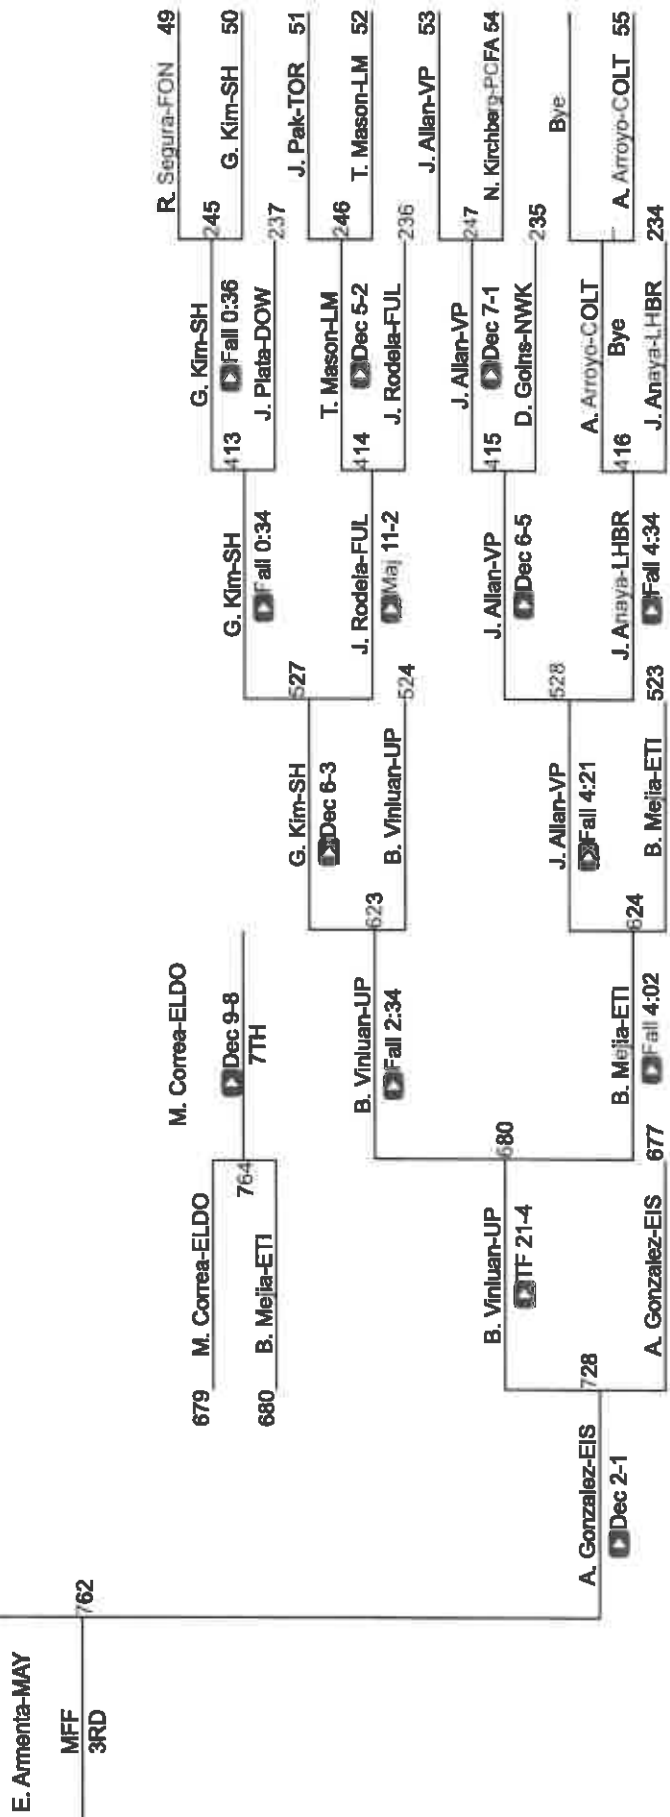 R. Segura-FON 49
G. Kim-SH 50
J. Pak-TOR 51
T. Mason-LM 52
J. Allan-VP 53
N. Kirchberg-PCFA 54
Bye
A. Arroyo-COLT 55
G. Kim-SH 245
Fall 0:36
J. Plata-DOW 237
T. Mason-LM 246
Dec 5-2
J. Rodela-FUL 236
J. Allan-VP 247
Dec 7-1
D. Goins-NWK 235
A. Arroyo-COLT
Bye
J. Anaya-LHBR 234
G. Kim-SH 413
Fall 0:34
J. Rodela-FUL 414
Maj 11-2
J. Allan-VP 415
Dec 6-5
J. Anaya-LHBR 416
Fall 4:34
G. Kim-SH 527
Dec 6-3
B. Vinluan-UP 524
J. Allan-VP 528
Fall 4:21
B. Mejia-ETI 523
B. Vinluan-UP 623
Fall 2:34
B. Mejia-ETI 624
Fall 4:02
M. Correa-ELDO
Dec 9-8
7TH
679 M. Correa-ELDO
764
680 B. Mejia-ETI
B. Vinluan-UP 680
TF 21-4
A. Gonzalez-EIS 677
A. Gonzalez-EIS 728
Dec 2-1
E. Armenta-MAY
MFF 762
3RD